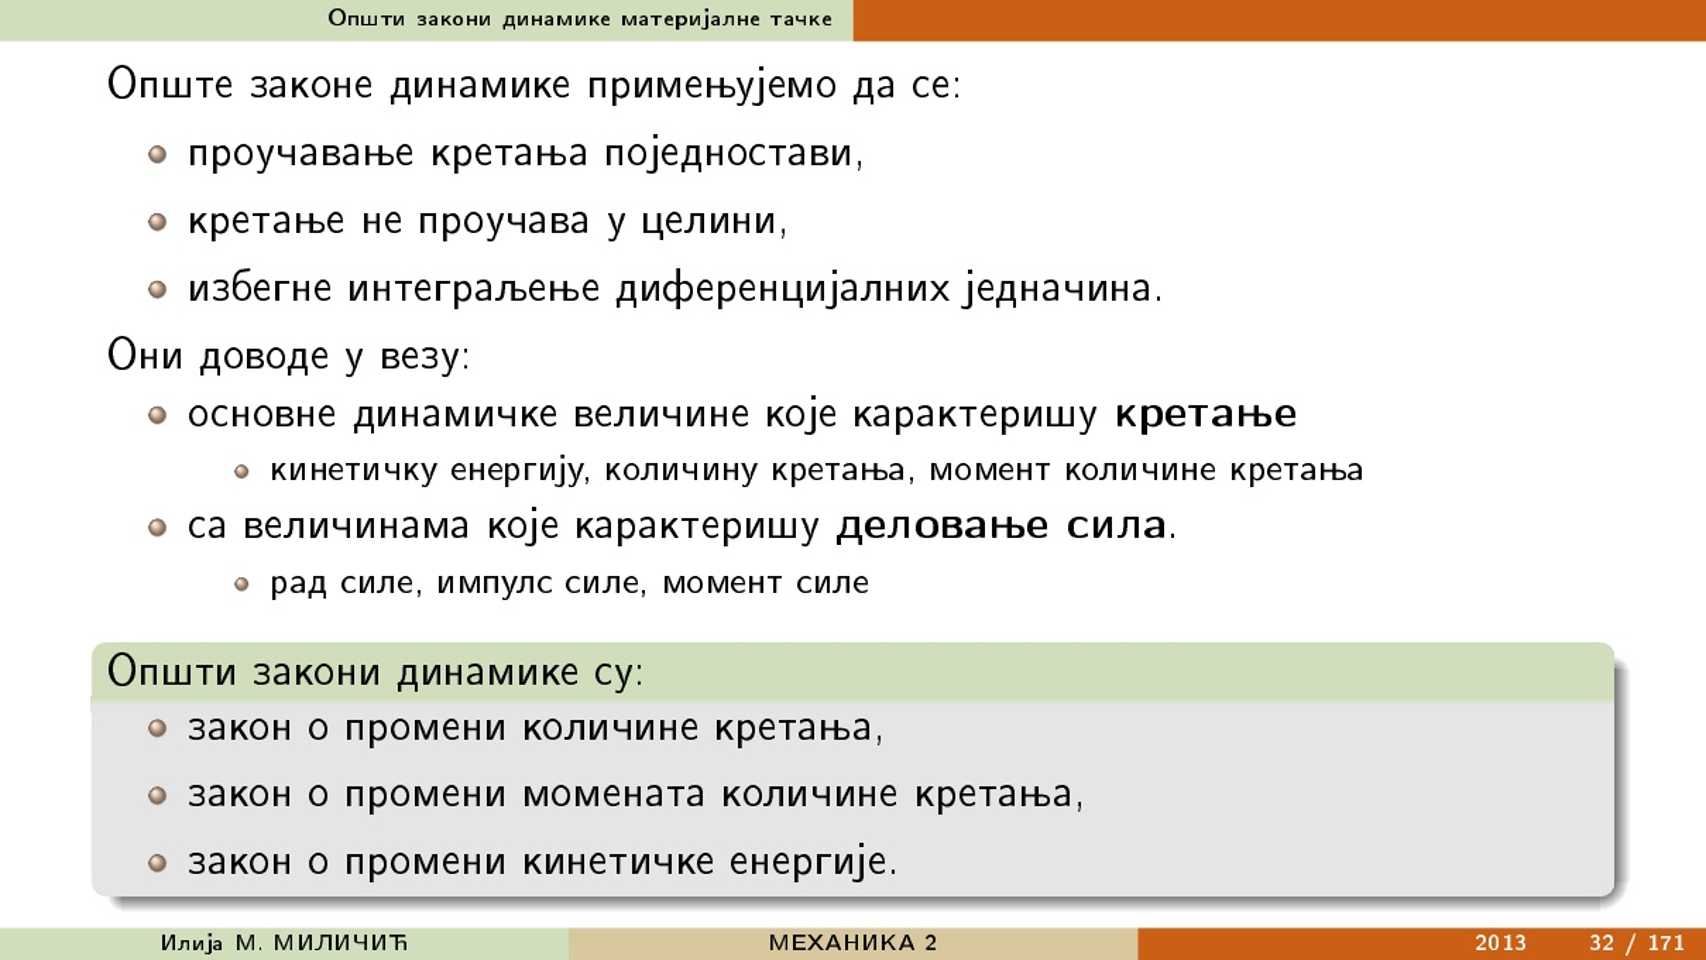 Општи закони динамике материјалне тачке
Опште законе динамике примењујемо да се:
проучавање кретања поједностави,
кретање не проучава у целини,
избегне интеграљење диференцијалних једначина.
Они доводе у везу:
основне динамичке величине које карактеришу кретање
кинетичку енергију, количину кретања, момент количине кретања
са величинама које карактеришу деловање сила.
рад силе, импулс силе, момент силе
Општи закони динамике су:
закон о промени количине кретања,
закон о промени момената количине кретања,
закон о промени кинетичке енергије.
Илија М. МИЛИЧИЋ МЕХАНИКА 2 2013 32 / 171